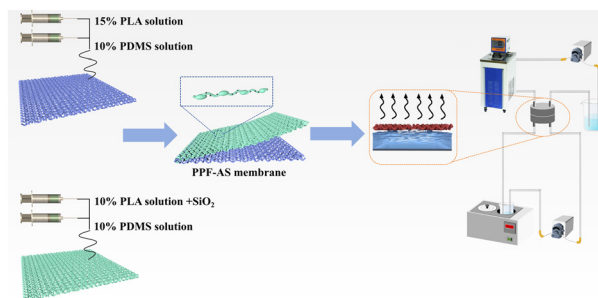 15% PLA solution
10% PDMS solution
PPF-AS membrane
10% PLA solution +SiO₂
10% PDMS solution